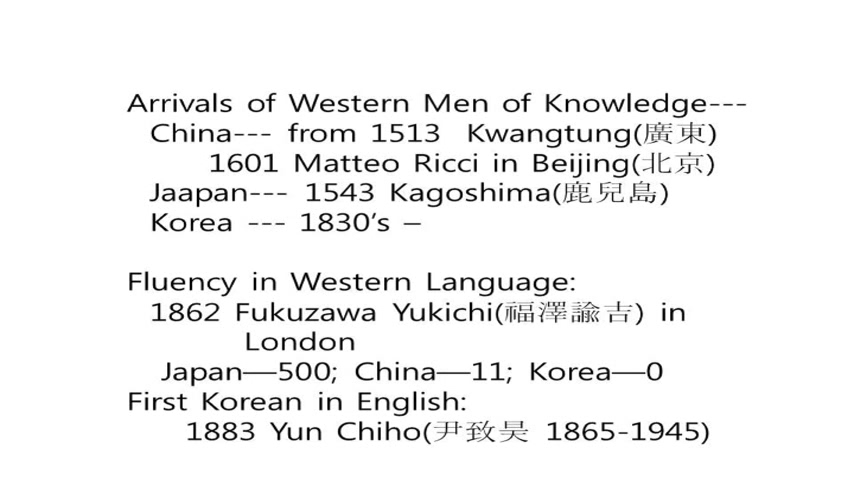 Arrivals of Western Men of Knowledge---
China--- from 1513 Kwangtung(廣東)
1601 Matteo Ricci in Beijing(北京)
Jaapan--- 1543 Kagoshima(鹿兒島)
Korea --- 1830's –
Fluency in Western Language:
1862 Fukuzawa Yukichi(福澤諭吉) in
London
Japan—500; China—11; Korea—0
First Korean in English:
1883 Yun Chiho(尹致昊 1865-1945)